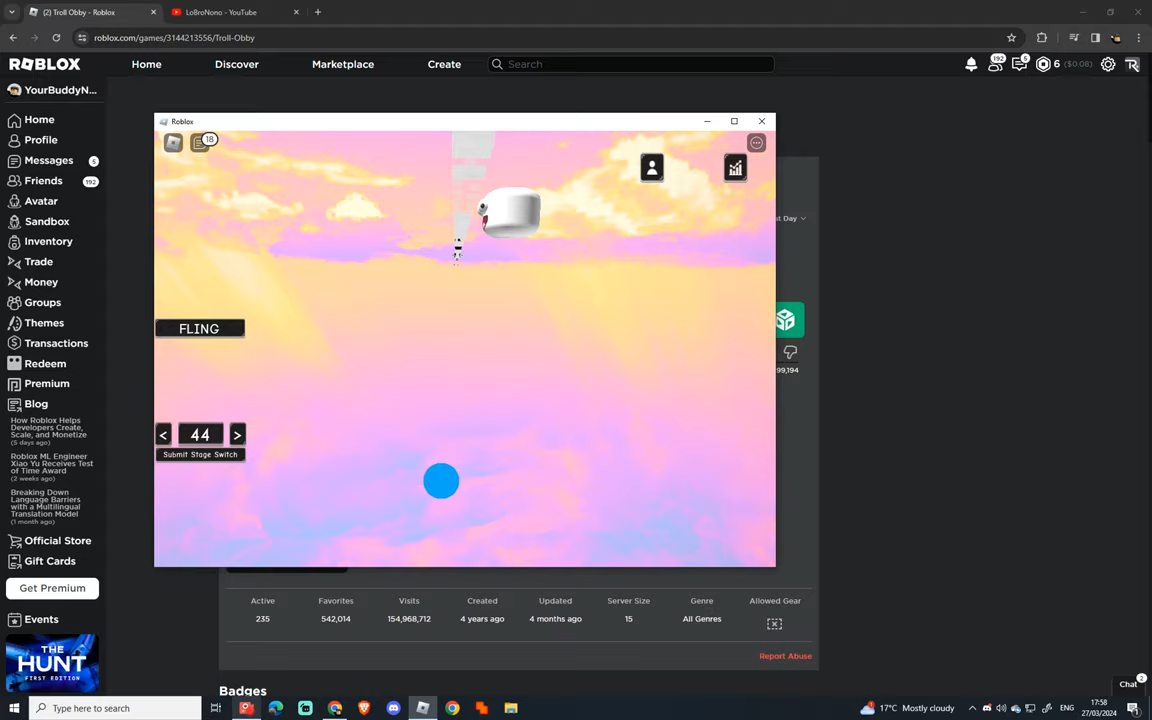 (2) Troll Obby - Roblox
LoBroNono - YouTube
roblox.com/games/3144213556/Troll-Obby
ROBLOX
Home
Discover
Marketplace
Create
Search
192
5
6
($0.08)
YourBuddyN...
Home
Profile
Messages
5
Friends
192
Avatar
Sandbox
Inventory
Trade
Money
Groups
Themes
Transactions
Redeem
Premium
Blog
How Roblox Helps
Developers Create,
Scale, and Monetize
(5 days ago)
Roblox ML Engineer
Xiao Yu Receives Test
of Time Award
(2 weeks ago)
Breaking Down
Language Barriers
with a Multilingual
Translation Model
(1 month ago)
Official Store
Gift Cards
Get Premium
Events
THE
HUNT
FIRST EDITION
Roblox
18
FLING
< 44 >
Submit Stage Switch
st Day
99,194
Active
Favorites
Visits
Created
Updated
Server Size
Genre
Allowed Gear
235
542,014
154,968,712
4 years ago
4 months ago
15
All Genres
Report Abuse
Badges
Chat
2
Type here to search
17°C Mostly cloudy
ENG
17:58
27/03/2024